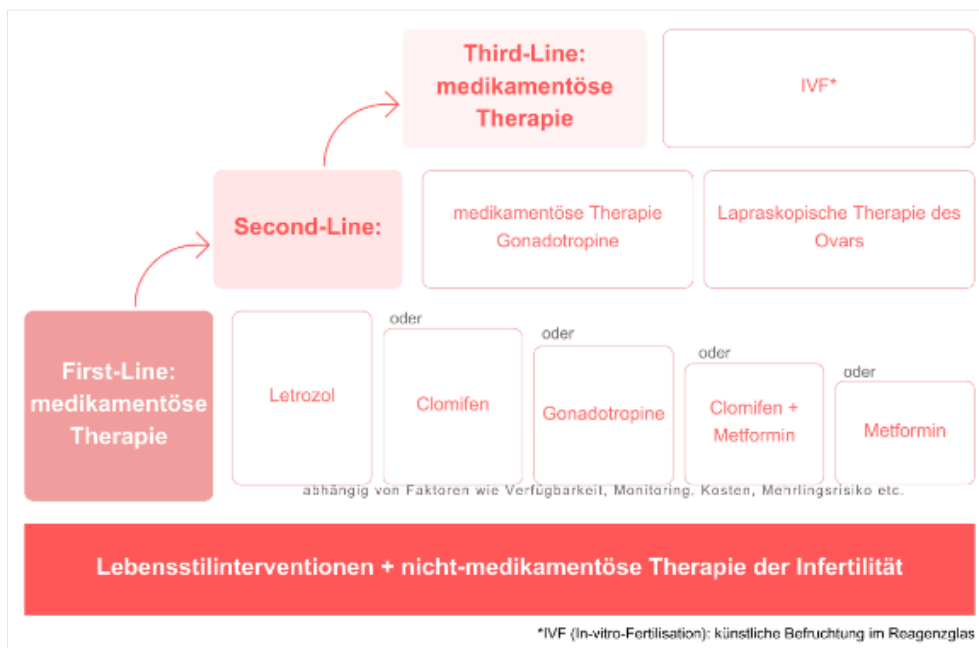 Third-Line:
medikamentöse
Therapie
IVF*
Second-Line:
medikamentöse Therapie
Gonadotropine
Lapraskopische Therapie des
Ovars
First-Line:
medikamentöse
Therapie
Letrozol
oder
Clomifen
oder
Gonadotropine
oder
Clomifen +
Metformin
oder
Metformin
abhängig von Faktoren wie Verfügbarkeit, Monitoring, Kosten, Mehrlingsrisiko etc.
Lebensstilinterventionen + nicht-medikamentöse Therapie der Infertilität
*IVF (In-vitro-Fertilisation): künstliche Befruchtung im Reagenzglas